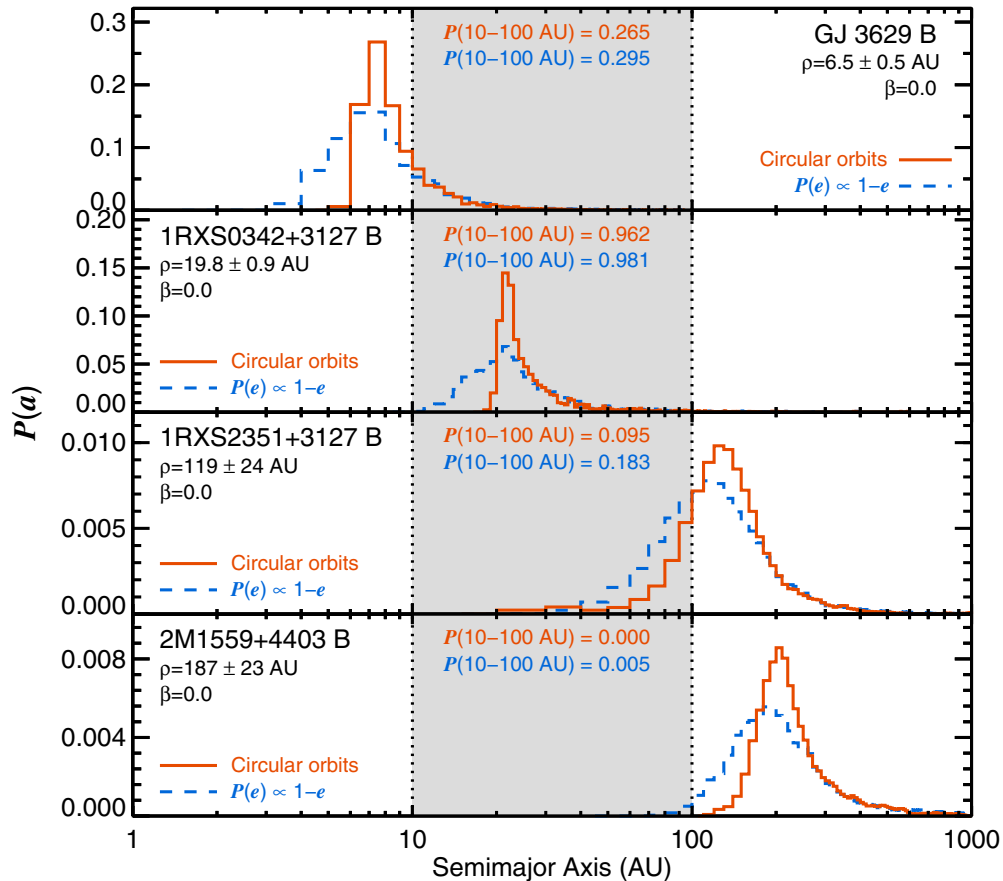 P(a)
0.3
0.2
0.1
0.0
P(10−100 AU) = 0.265
P(10−100 AU) = 0.295
GJ 3629 B
ρ=6.5 ± 0.5 AU
β=0.0
Circular orbits
P(e) ∝ 1−e
0.20
0.15
0.10
0.05
0.00
1RXS0342+3127 B
ρ=19.8 ± 0.9 AU
β=0.0
P(10−100 AU) = 0.962
P(10−100 AU) = 0.981
Circular orbits
P(e) ∝ 1−e
0.010
0.005
0.000
1RXS2351+3127 B
ρ=119 ± 24 AU
β=0.0
P(10−100 AU) = 0.095
P(10−100 AU) = 0.183
Circular orbits
P(e) ∝ 1−e
0.008
0.004
0.000
2M1559+4403 B
ρ=187 ± 23 AU
β=0.0
P(10−100 AU) = 0.000
P(10−100 AU) = 0.005
Circular orbits
P(e) ∝ 1−e
1 10 100 1000
Semimajor Axis (AU)